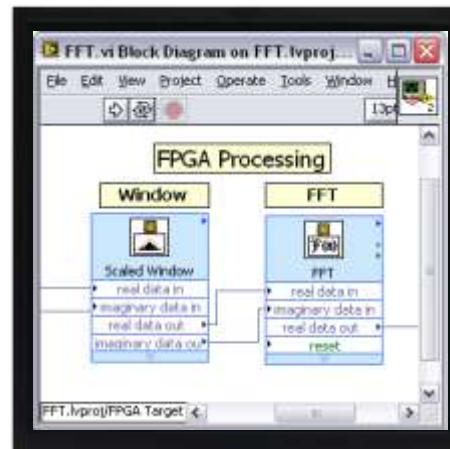 FFT.vi Block Diagram on FFT.lvproj...
File Edit View Project Operate Tools Window H
13pt
2
FPGA Processing
Window
FFT
Scaled Window
real data in
imaginary data in
real data out
imaginary data ou
F(ω)
FFT
real data in
imaginary data in
real data out
reset
FFT.lvproj/FPGA Target